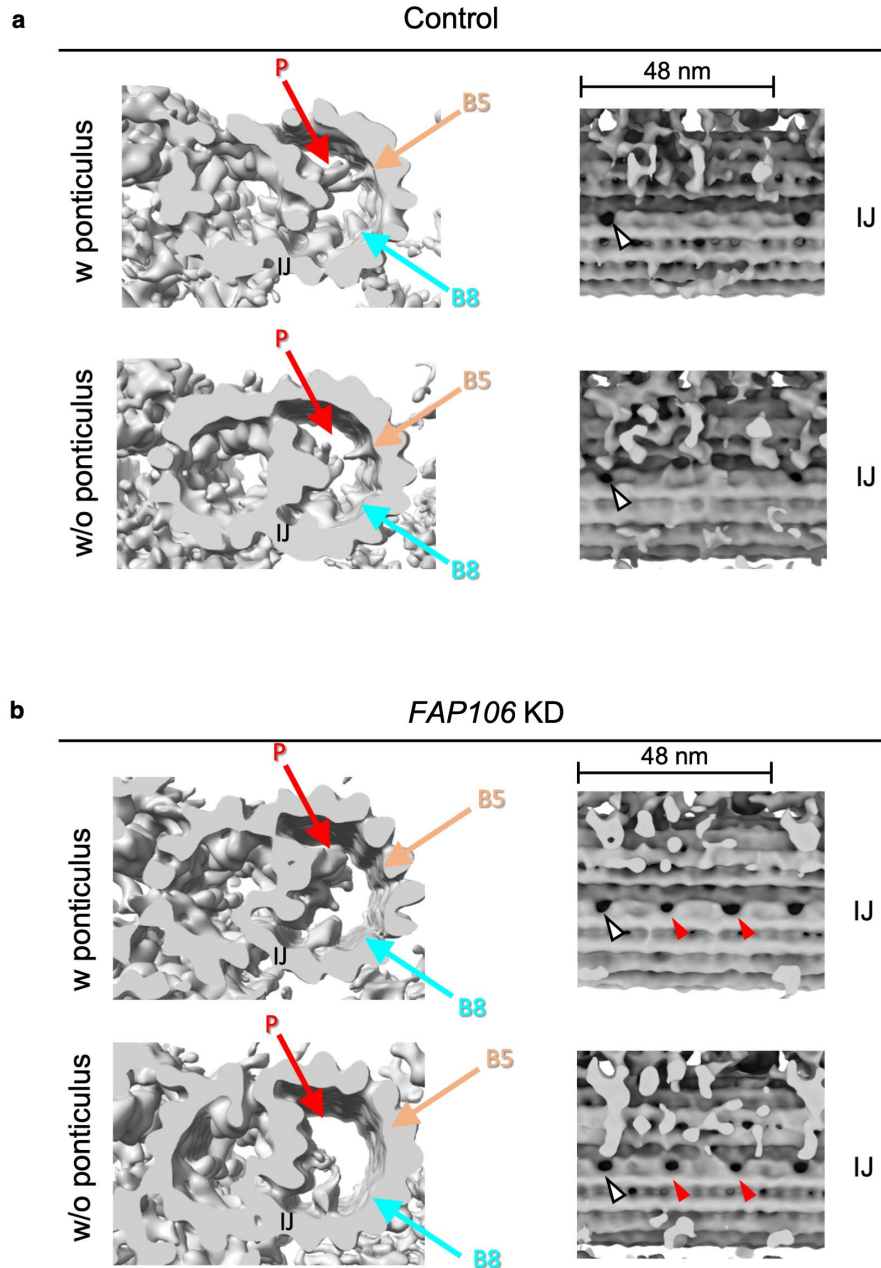 a
Control
w ponticulus
P
B5
B8
IJ
48 nm
IJ
w/o ponticulus
P
B5
B8
IJ
IJ
b
FAP106 KD
w ponticulus
P
B5
B8
IJ
48 nm
IJ
w/o ponticulus
P
B5
B8
IJ
IJ